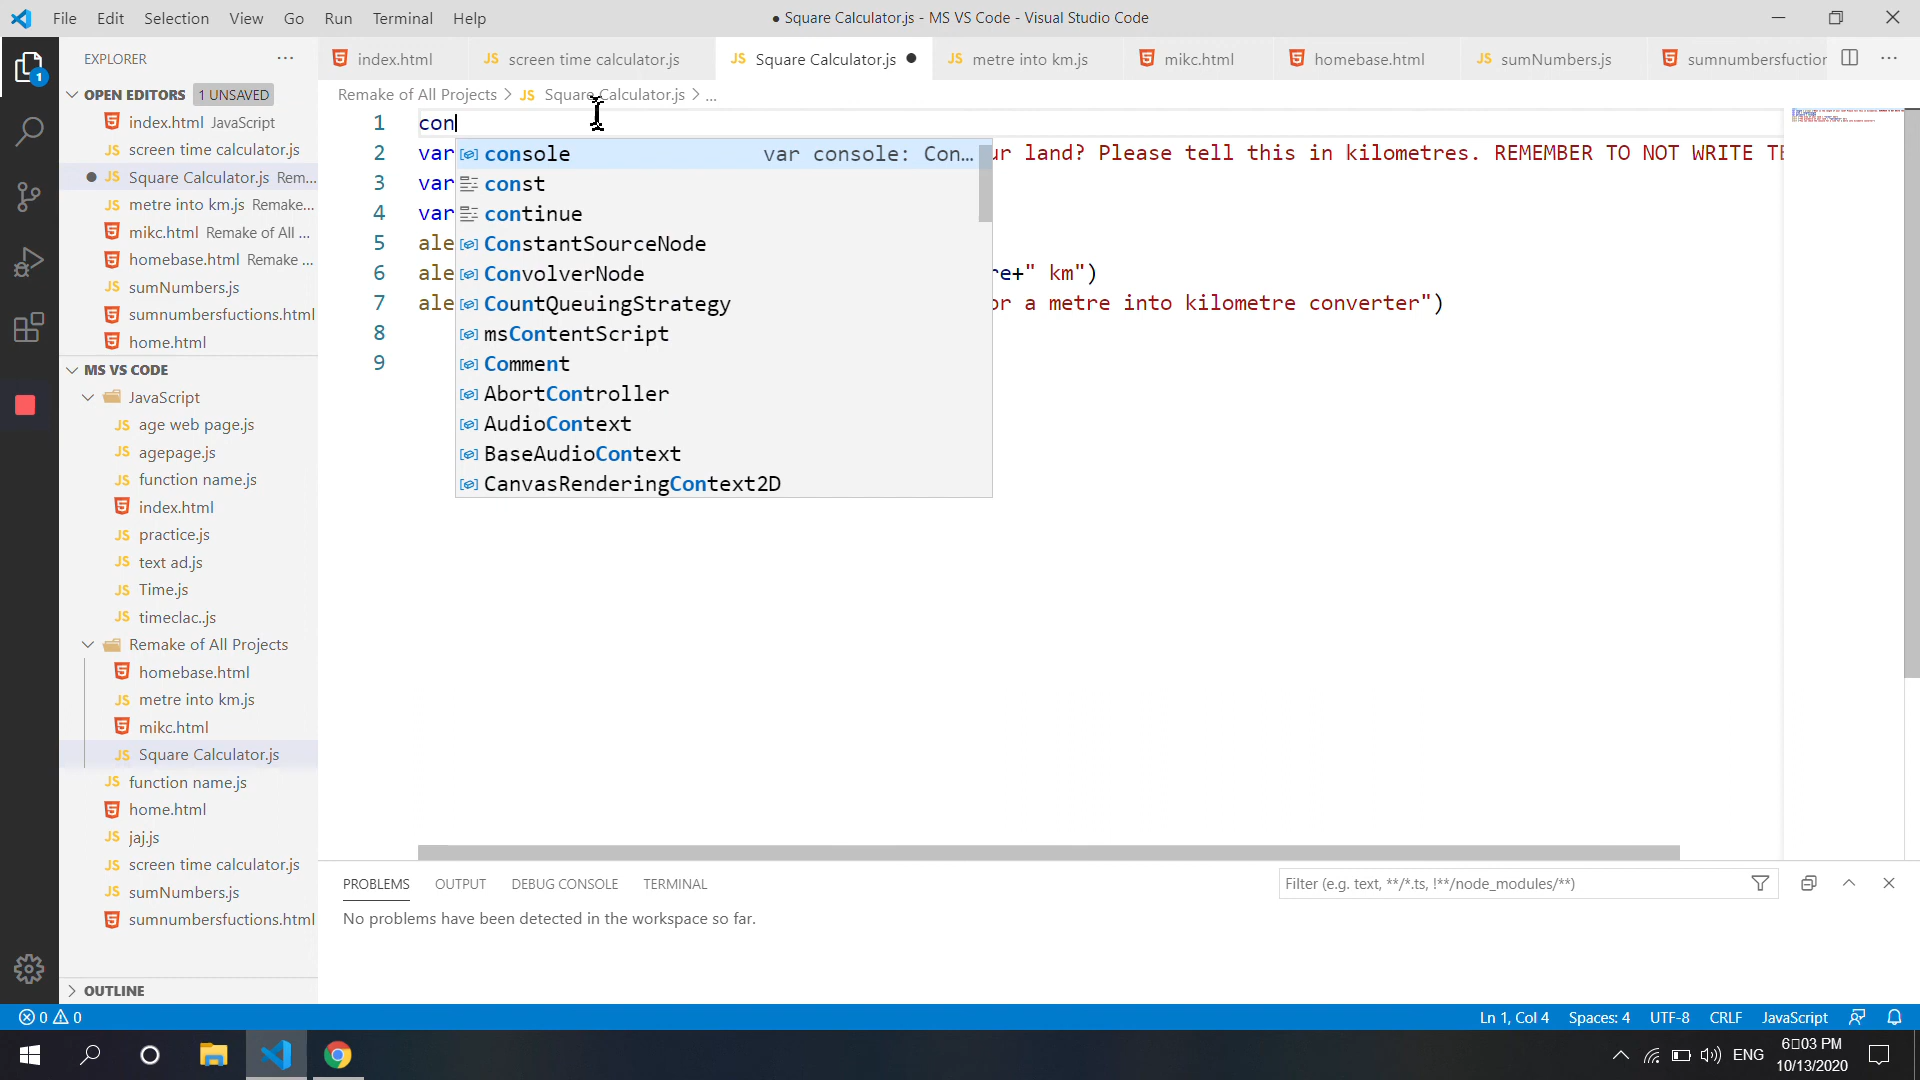 File Edit Selection View Go Run Terminal Help
● Square Calculator.js - MS VS Code - Visual Studio Code
EXPLORER
index.html
screen time calculator.js
Square Calculator.js
metre into km.js
mikc.html
homebase.html
sumNumbers.js
sumnumbersfuction
OPEN EDITORS 1 UNSAVED
index.html JavaScript
screen time calculator.js
Square Calculator.js Rem...
metre into km.js Remake...
mikc.html Remake of All ...
homebase.html Remake ...
sumNumbers.js
sumnumbersfuctions.html
home.html
MS VS CODE
JavaScript
age web page.js
agepage.js
function name.js
index.html
practice.js
text ad.js
Time.js
timeclac..js
Remake of All Projects
homebase.html
metre into km.js
mikc.html
Square Calculator.js
function name.js
home.html
jaj.js
screen time calculator.js
sumNumbers.js
sumnumbersfuctions.html
OUTLINE
Remake of All Projects > JS Square Calculator.js > ...
1 con
2 var ur land? Please tell this in kilometres. REMEMBER TO NOT WRITE TE
3 var
4 var
5 ale
6 ale re+" km")
7 ale or a metre into kilometre converter")
8
9
console var console: Con...
const
continue
ConstantSourceNode
ConvolverNode
CountQueuingStrategy
msContentScript
Comment
AbortController
AudioContext
BaseAudioContext
CanvasRenderingContext2D
PROBLEMS OUTPUT DEBUG CONSOLE TERMINAL
Filter (e.g. text, **/*.ts, !**/node_modules/**)
No problems have been detected in the workspace so far.
0 0
Ln 1, Col 4 Spaces: 4 UTF-8 CRLF JavaScript
ENG
6▯03 PM
10/13/2020